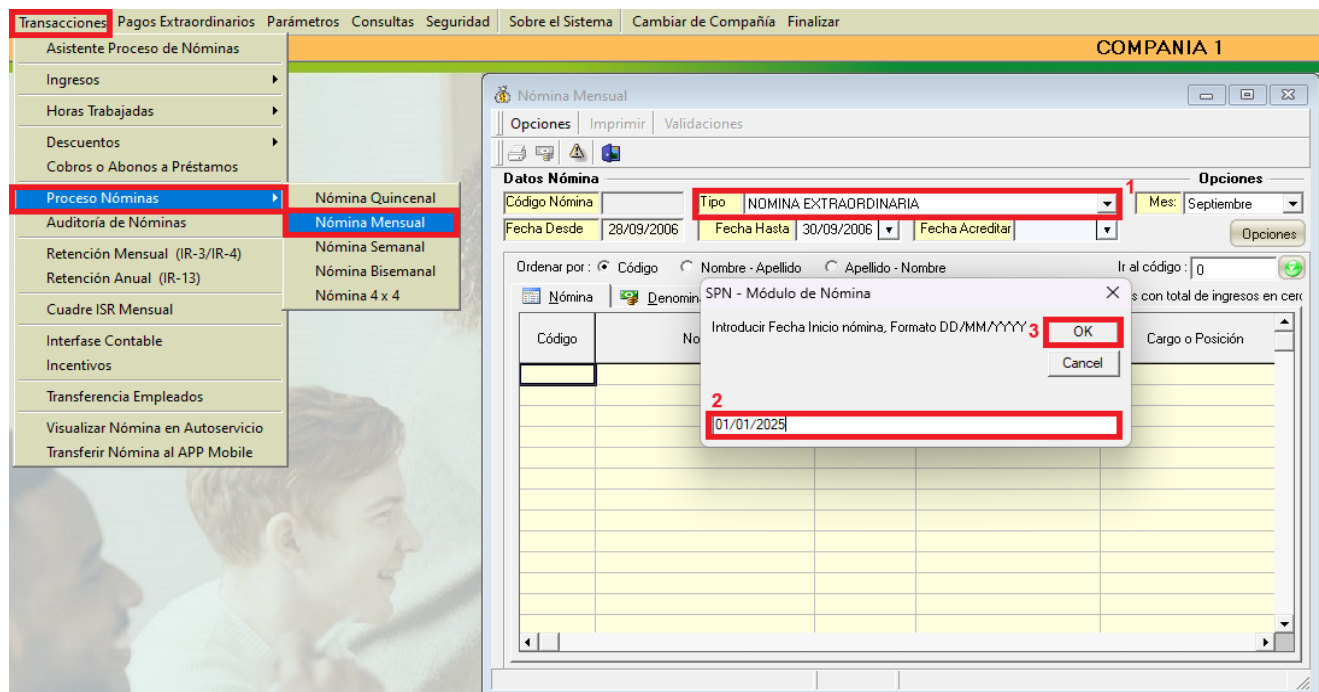 Transacciones Pagos Extraordinarios Parámetros Consultas Seguridad Sobre el Sistema Cambiar de Compañía Finalizar
COMPANIA 1
Asistente Proceso de Nóminas
Ingresos
Horas Trabajadas
Descuentos
Cobros o Abonos a Préstamos
Proceso Nóminas
Auditoría de Nóminas
Retención Mensual (IR-3/IR-4)
Retención Anual (IR-13)
Cuadre ISR Mensual
Interfase Contable
Incentivos
Transferencia Empleados
Visualizar Nómina en Autoservicio
Transferir Nómina al APP Mobile
Nómina Quincenal
Nómina Mensual
Nómina Semanal
Nómina Bisemanal
Nómina 4 x 4
Nómina Mensual
Opciones Imprimir Validaciones
Datos Nómina Opciones
Código Nómina Tipo NOMINA EXTRAORDINARIA 1 Mes: Septiembre
Fecha Desde 28/09/2006 Fecha Hasta 30/09/2006 Fecha Acreditar Opciones
Ordenar por : Código Nombre - Apellido Apellido - Nombre Ir al código : 0
Nómina Denomin s con total de ingresos en cerc
Código No Cargo o Posición
SPN - Módulo de Nómina
Introducir Fecha Inicio nómina, Formato DD/MM/YYYY 3 OK
Cancel
2
01/01/2025